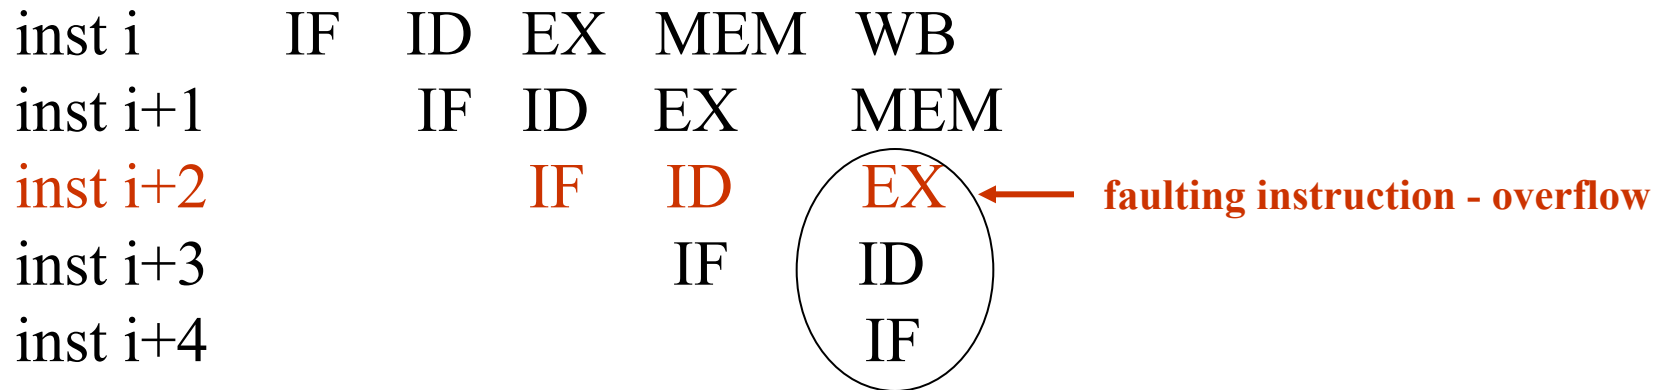 inst i IF ID EX MEM WB
inst i+1 IF ID EX MEM
inst i+2 IF ID EX faulting instruction - overflow
inst i+3 IF ID
inst i+4 IF